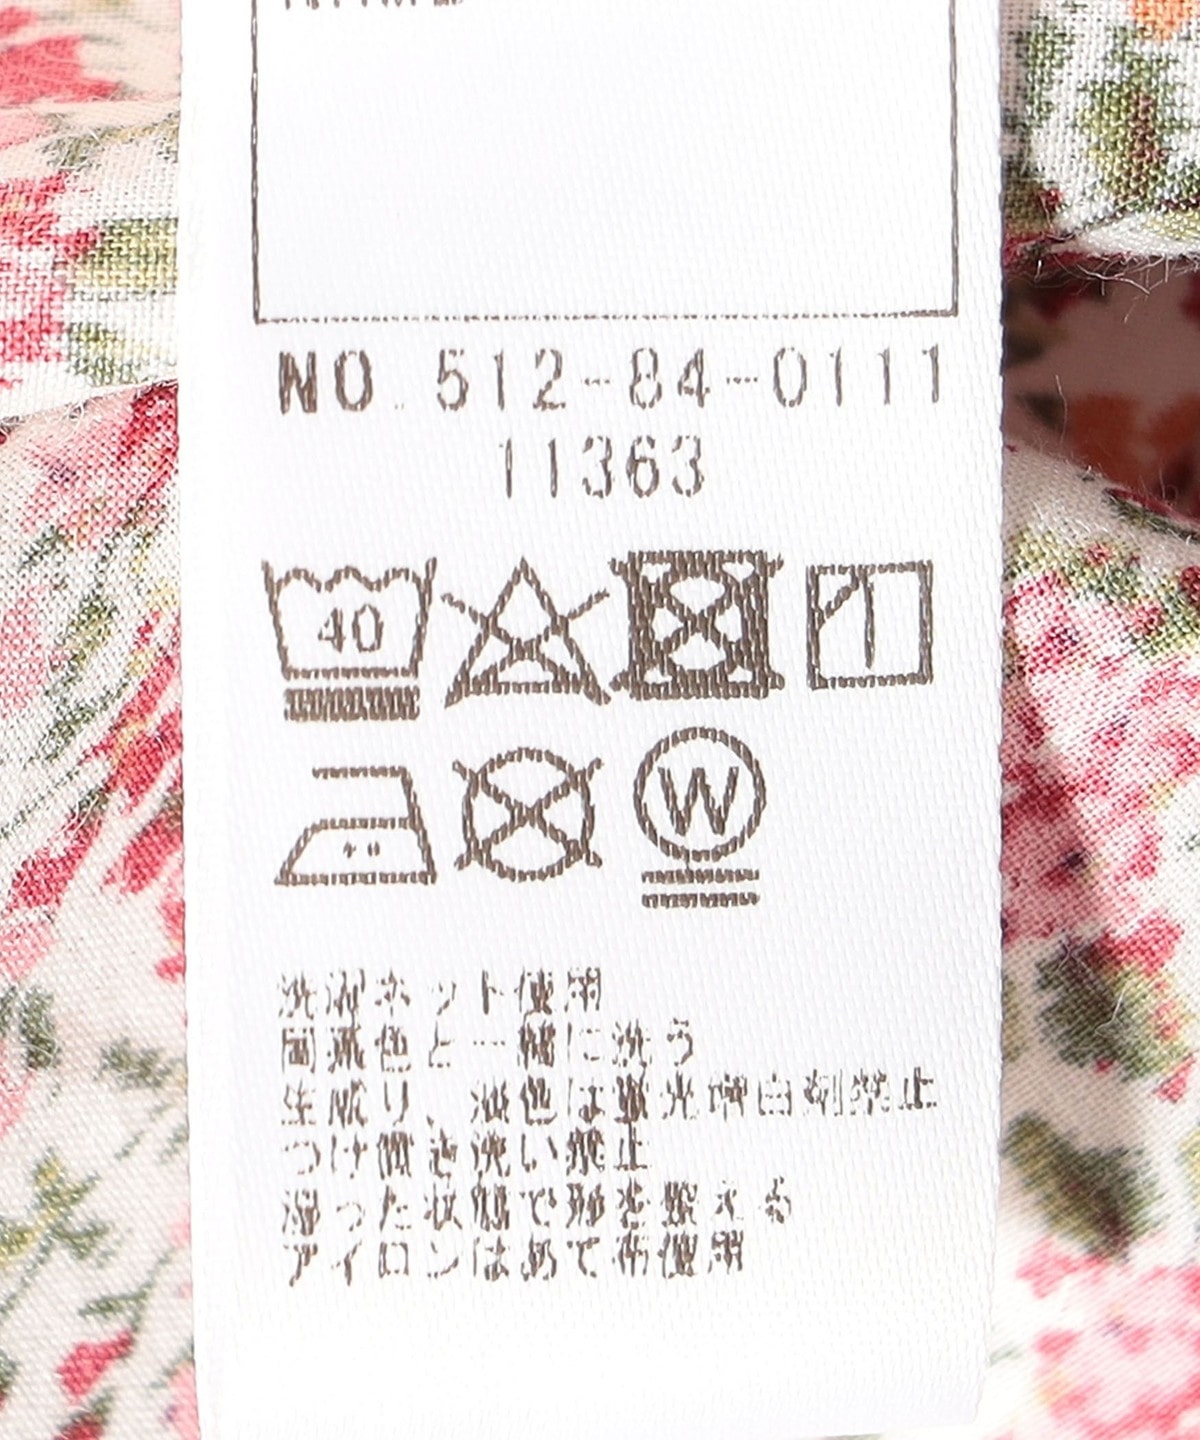 NO. 512-84-0111
11363
40
W
洗濯ネット使用
同系色と一緒に洗う
生成り、淡色は蛍光増白剤禁止
つけ置き洗い禁止
湿った状態で形を整える
アイロンはあて布使用